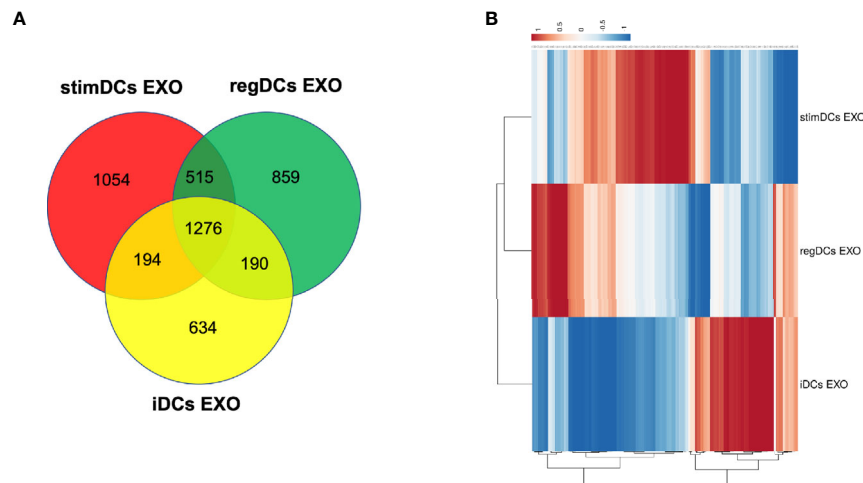 A
B
stimDCs EXO
regDCs EXO
1054
515
859
1276
194
190
634
iDCs EXO
1
0.5
0
-0.5
-1
stimDCs EXO
regDCs EXO
iDCs EXO